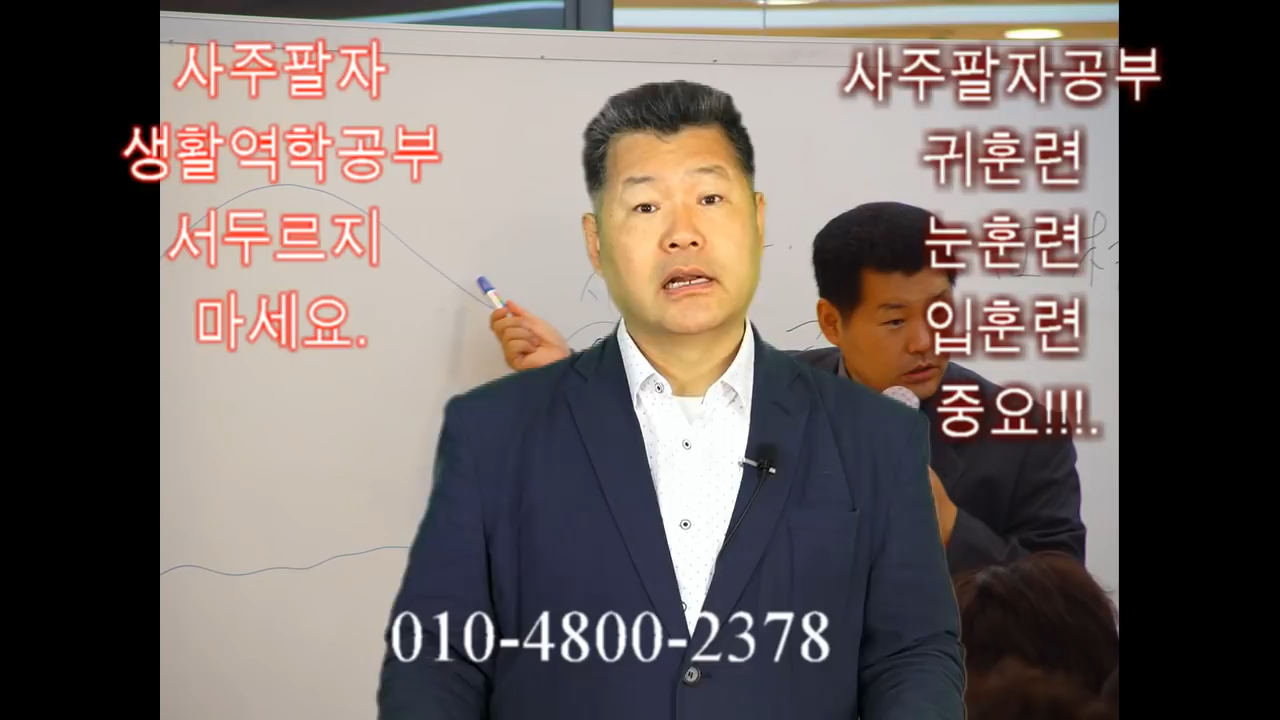 사주팔자
생활역학공부
서두르지
마세요.
사주팔자공부
귀훈련
눈훈련
입훈련
중요!!!.
010-4800-2378